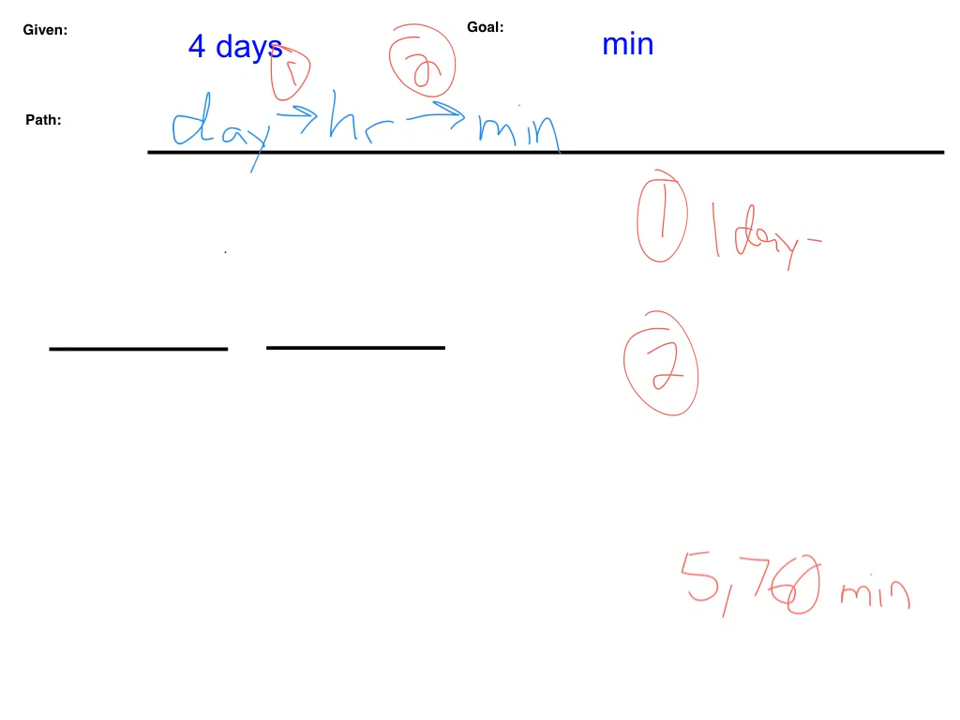 Given:
4 days
Goal:
min
① ②
Path:
day → hr → min
① 1 day -
②
5,760 min